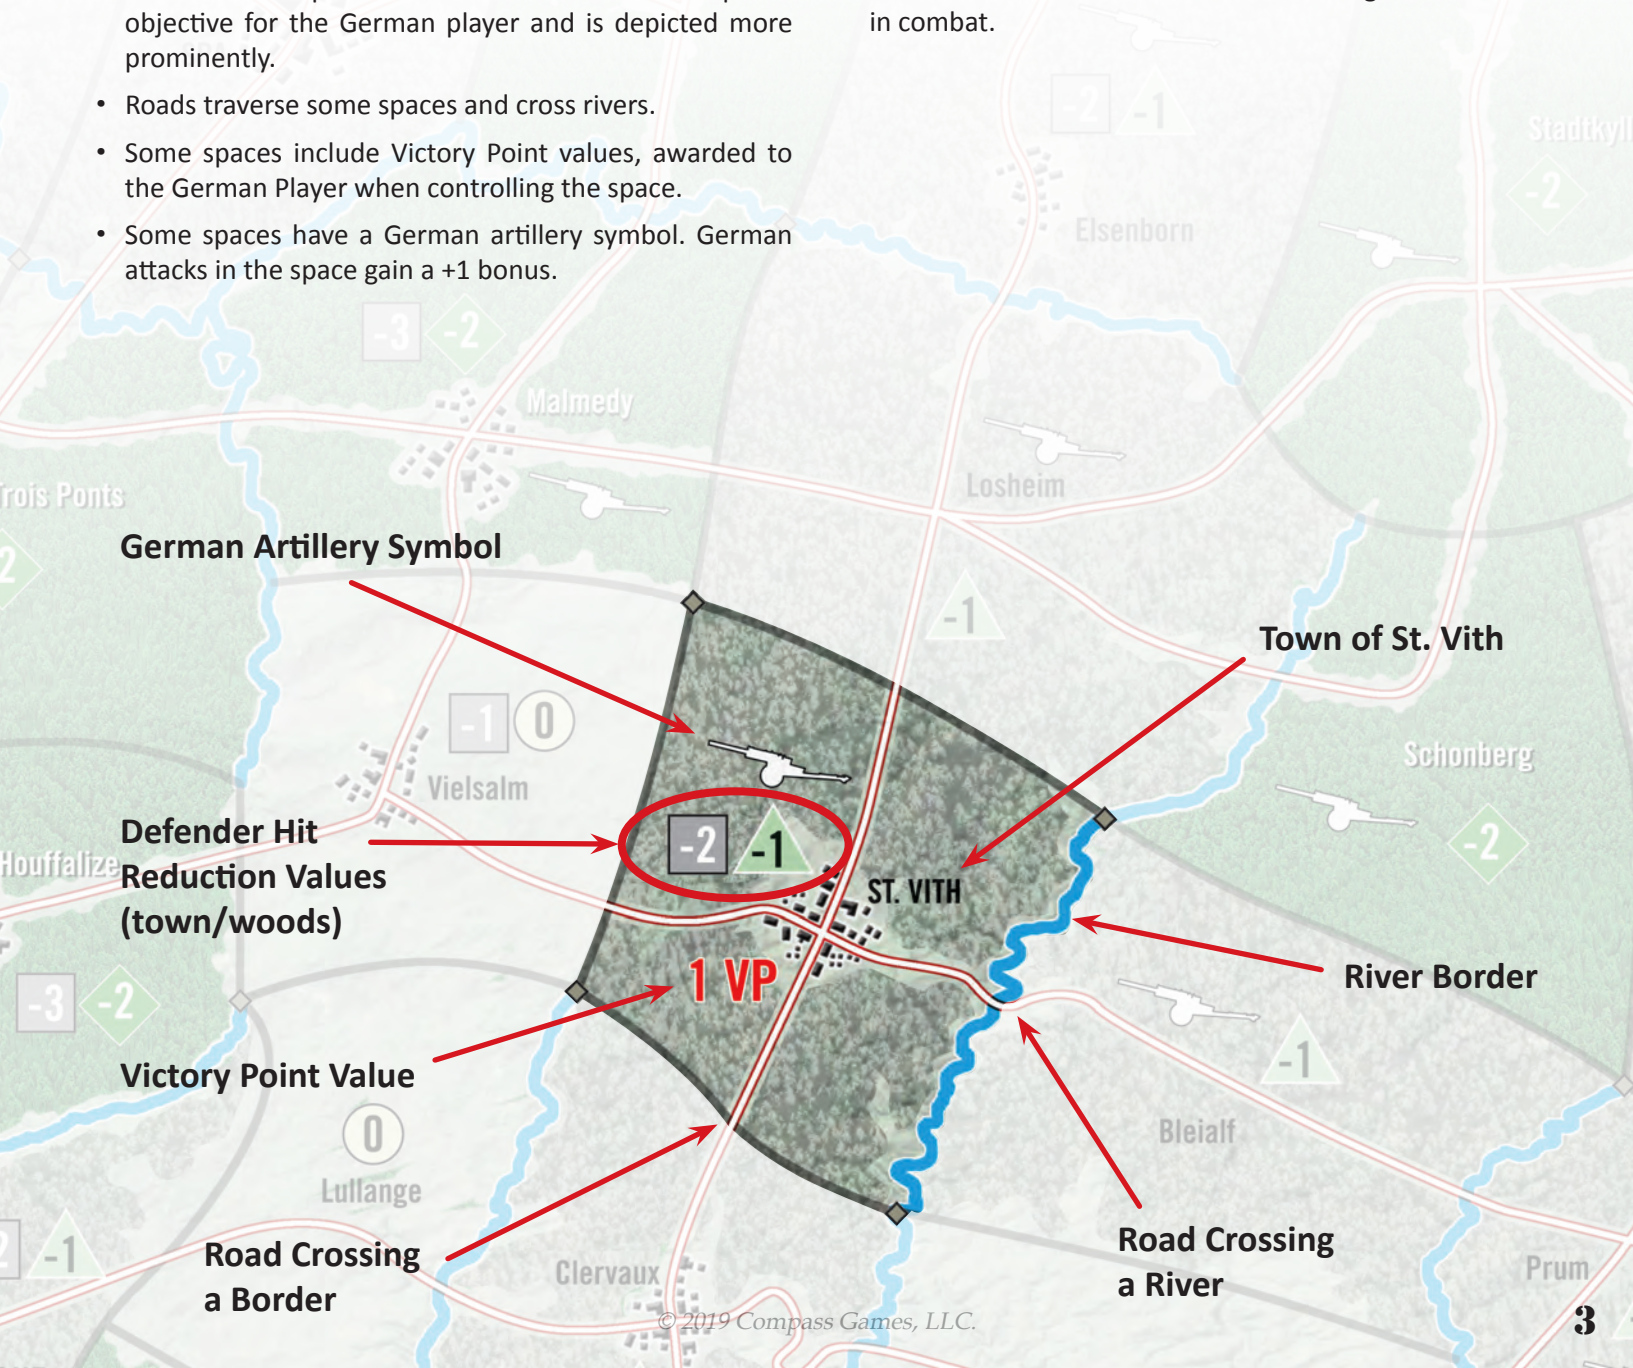 objective for the German player and is depicted more
prominently.
• Roads traverse some spaces and cross rivers.
• Some spaces include Victory Point values, awarded to
the German Player when controlling the space.
• Some spaces have a German artillery symbol. German
attacks in the space gain a +1 bonus.
in combat.
-2 -1
Stadtkyll
-2
Elsenborn
-3 -2
Malmedy
Losheim
Trois Ponts
2
German Artillery Symbol
-1
Town of St. Vith
-1 0
Vielsalm
Schonberg
-2
Defender Hit
Reduction Values
(town/woods)
Houffalize
-2 -1
ST. VITH
1 VP
River Border
-3 -2
Victory Point Value
-1
Bleialf
0
Lullange
2 -1
Road Crossing
a Border
Clervaux
Road Crossing
a River
Prum
© 2019 Compass Games, LLC.
3